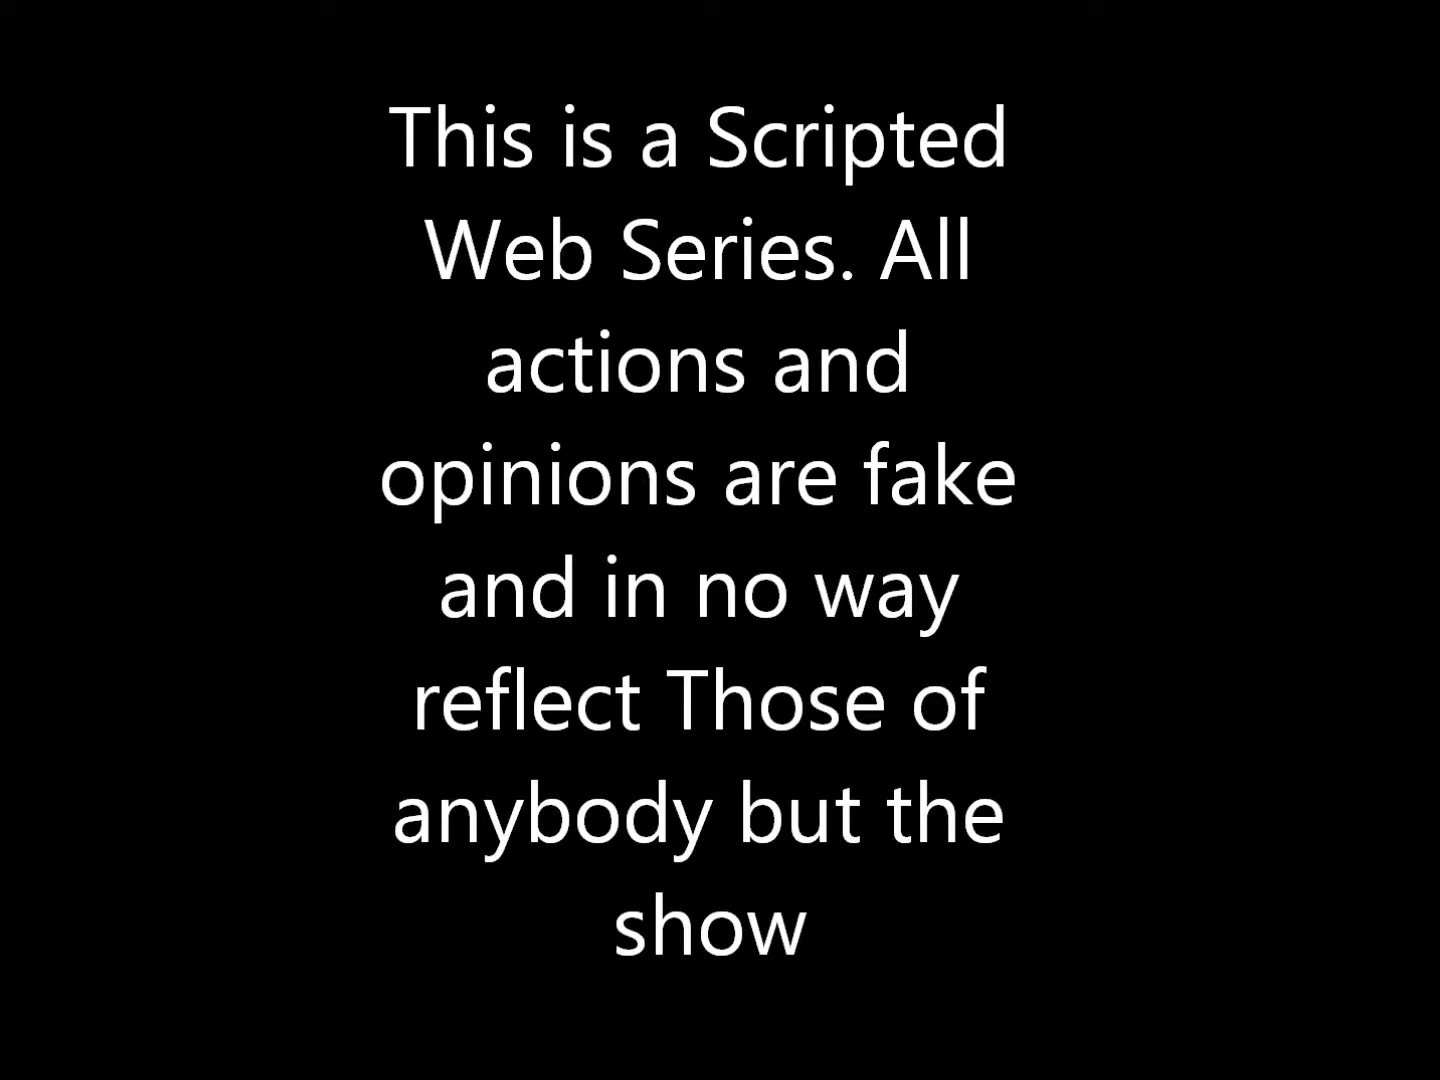 This is a Scripted
Web Series. All
actions and
opinions are fake
and in no way
reflect Those of
anybody but the
show